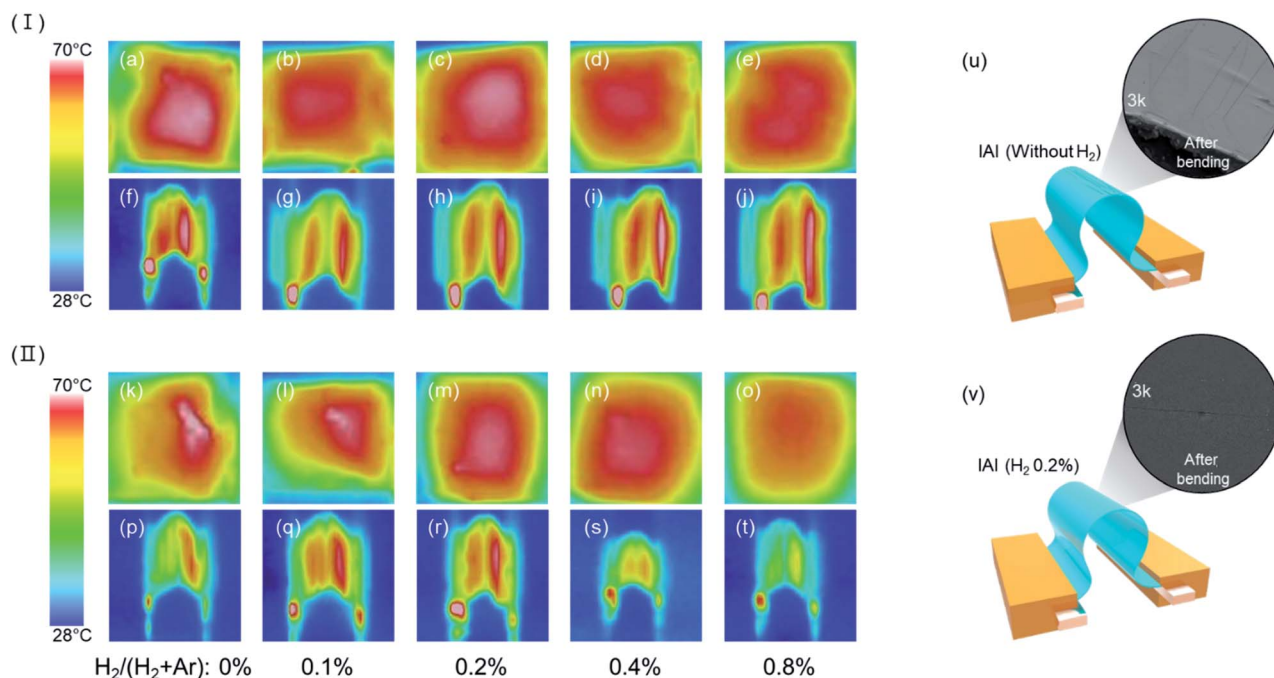 (Ⅰ)
70°C
28°C
(a)
(b)
(c)
(d)
(e)
(f)
(g)
(h)
(i)
(j)
(Ⅱ)
70°C
28°C
(k)
(l)
(m)
(n)
(o)
(p)
(q)
(r)
(s)
(t)
H₂/(H₂+Ar): 0% 0.1% 0.2% 0.4% 0.8%
(u)
3k
After
bending
IAI (Without H₂)
(v)
3k
After
bending
IAI (H₂ 0.2%)